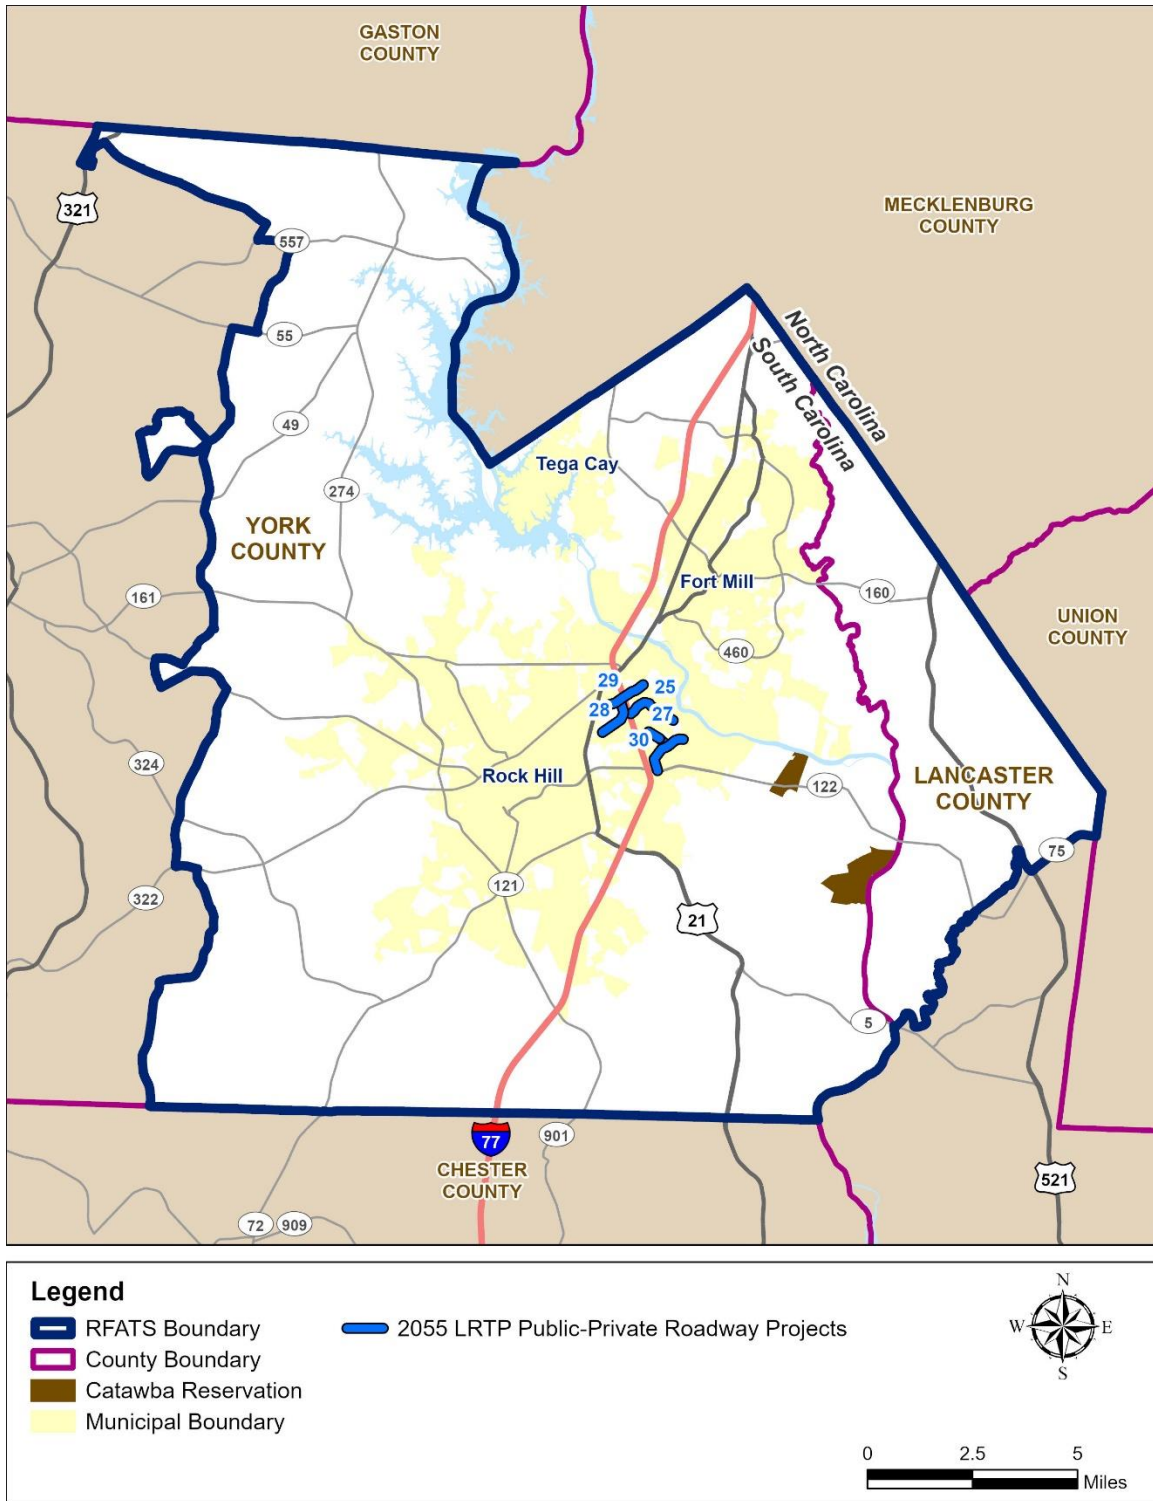 GASTON
COUNTY
MECKLENBURG
COUNTY
321
557
55
North Carolina
South Carolina
49
Tega Cay
274
YORK
COUNTY
Fort Mill
161
160
UNION
COUNTY
460
29
25
28
27
30
324
Rock Hill
122
LANCASTER
COUNTY
75
322
121
21
5
77
901
CHESTER
COUNTY
521
72
909
Legend
RFATS Boundary
2055 LRTP Public-Private Roadway Projects
County Boundary
Catawba Reservation
Municipal Boundary
N
W
E
S
0 2.5 5
Miles